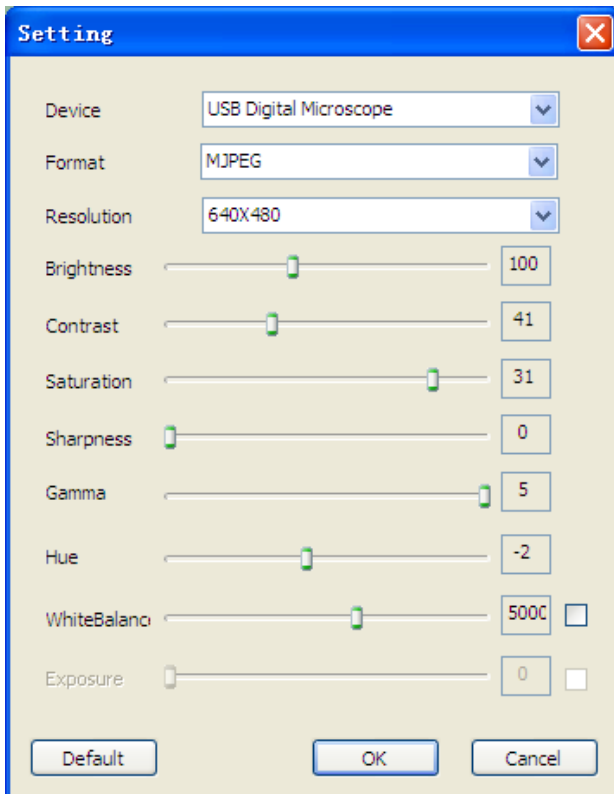 Setting
Device USB Digital Microscope
Format MJPEG
Resolution 640X480
Brightness 100
Contrast 41
Saturation 31
Sharpness 0
Gamma 5
Hue -2
WhiteBalanc 500
Exposure 0
Default OK Cancel